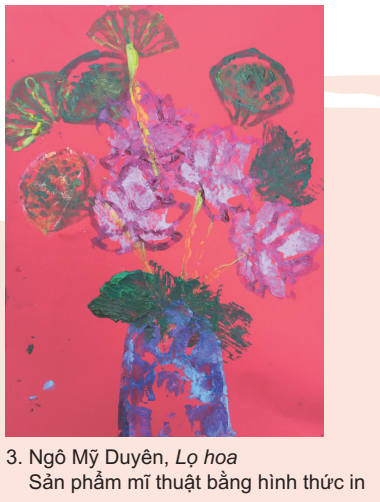 3. Ngô Mỹ Duyên, Lọ hoa
Sản phẩm mĩ thuật bằng hình thức in